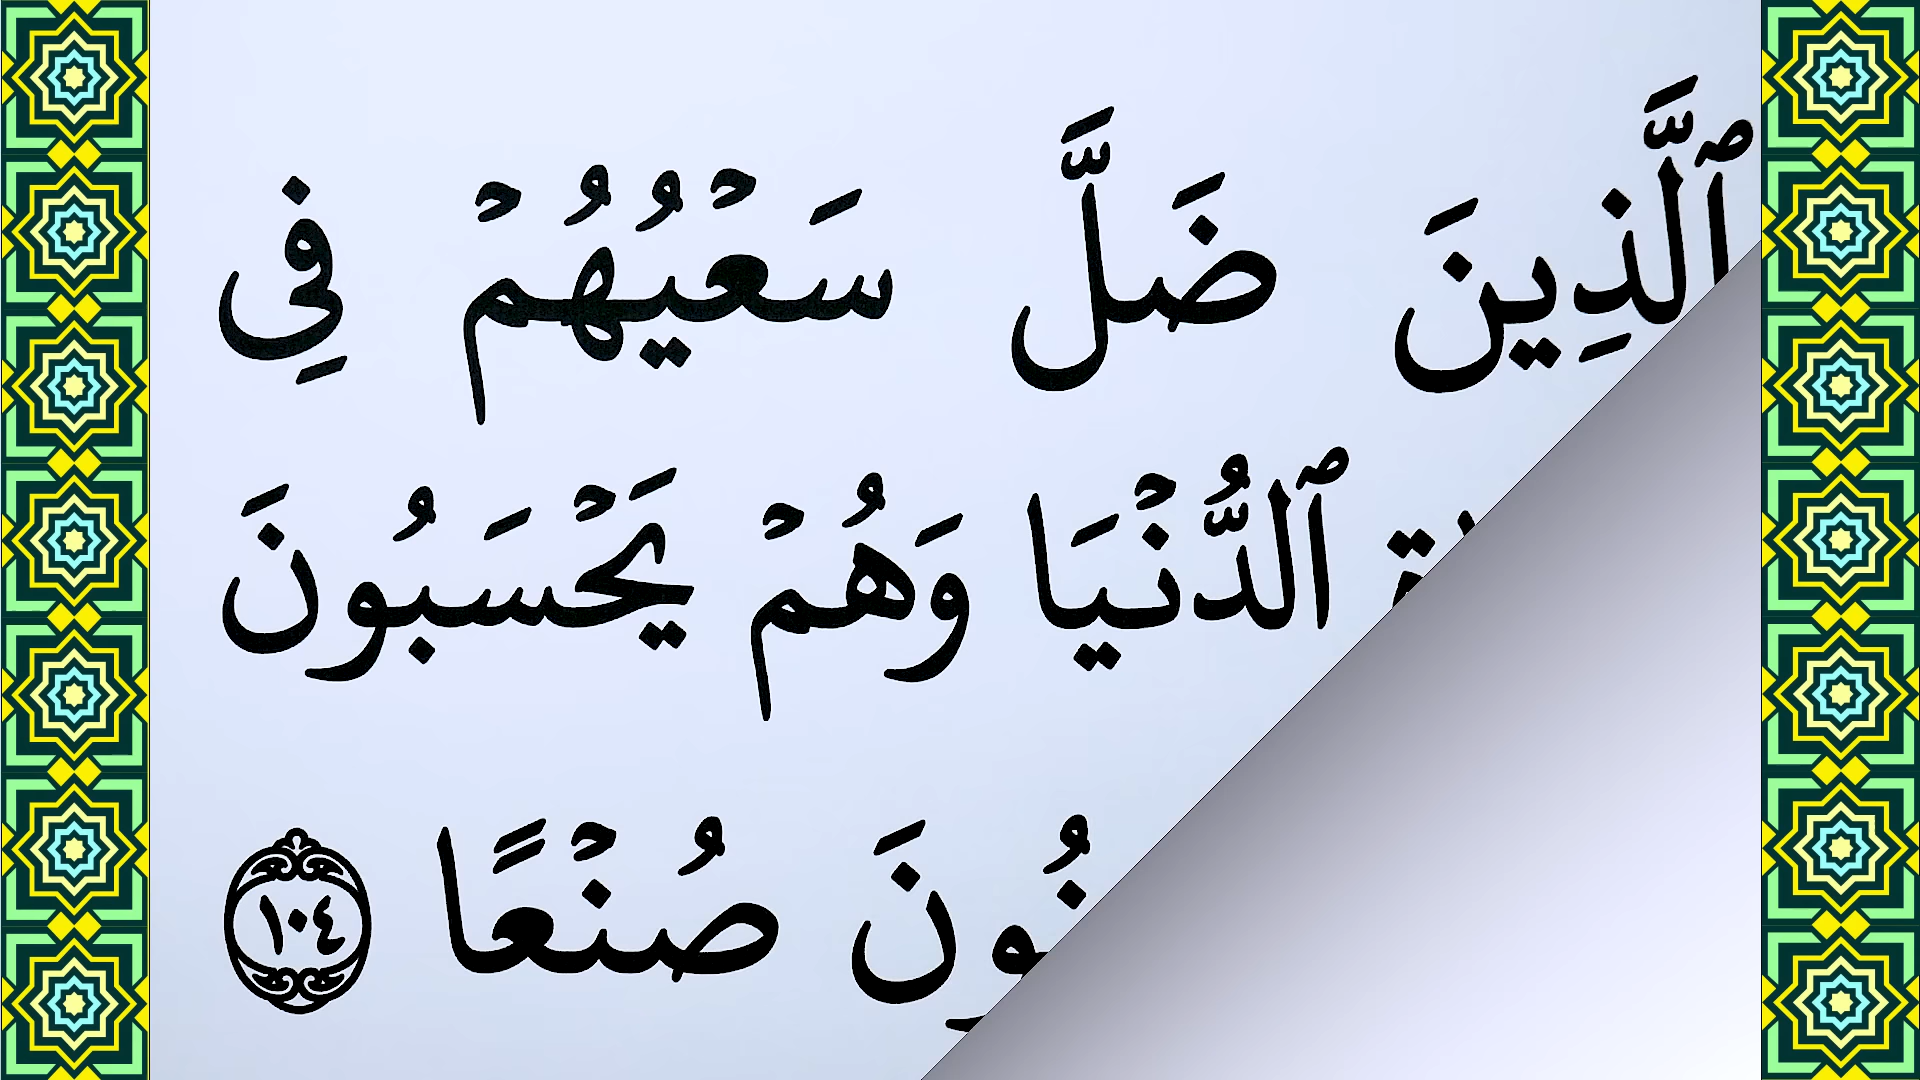 ٱلَّذِينَ ضَلَّ سَعْيُهُمْ فِى
ٱلدُّنْيَا وَهُمْ يَحْسَبُونَ
صُنْعًا ١٠٤